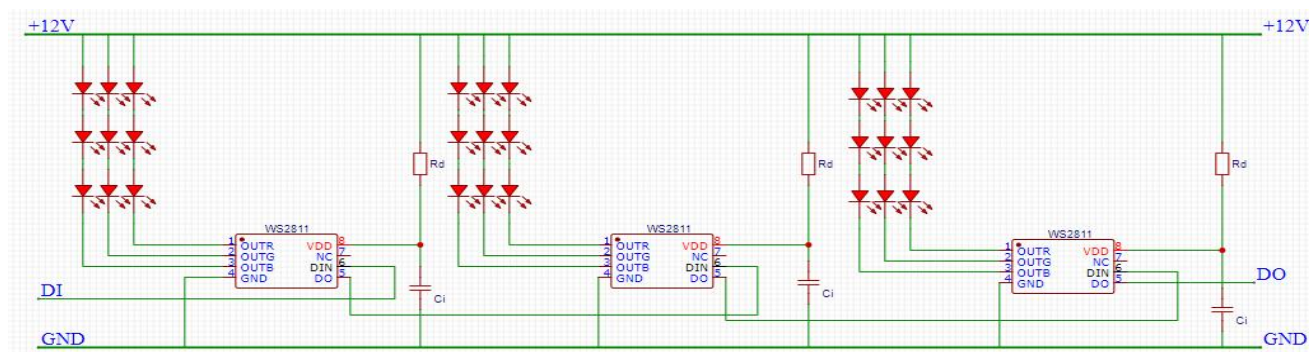 +12V +12V
Rd Rd Rd
WS2811 WS2811 WS2811
1 OUTR VDD 8 1 OUTR VDD 8 1 OUTR VDD 8
2 OUTG NC 7 2 OUTG NC 7 2 OUTG NC 7
3 OUTB DIN 6 3 OUTB DIN 6 3 OUTB DIN 6
4 GND DO 5 4 GND DO 5 4 GND DO 5
DI DO
Ci Ci Ci
GND GND